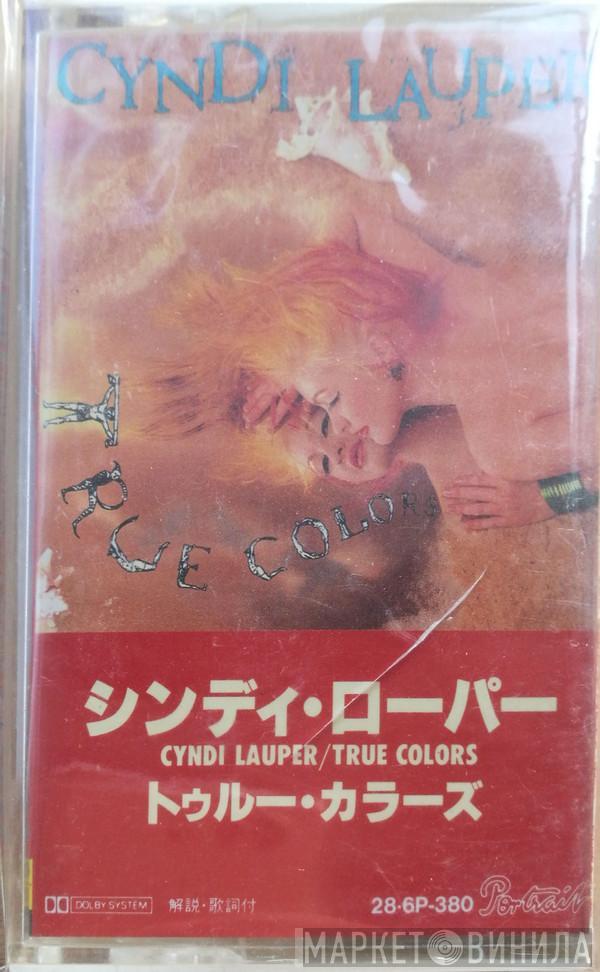 CYNDI LAUPER
TRUE COLORS
シンディ・ローパー
CYNDI LAUPER/TRUE COLORS
トゥルー・カラーズ
DOLBY SYSTEM
解説・歌詞付
28・6P-380
Portrait
МАРКЕТ ВИНИЛА